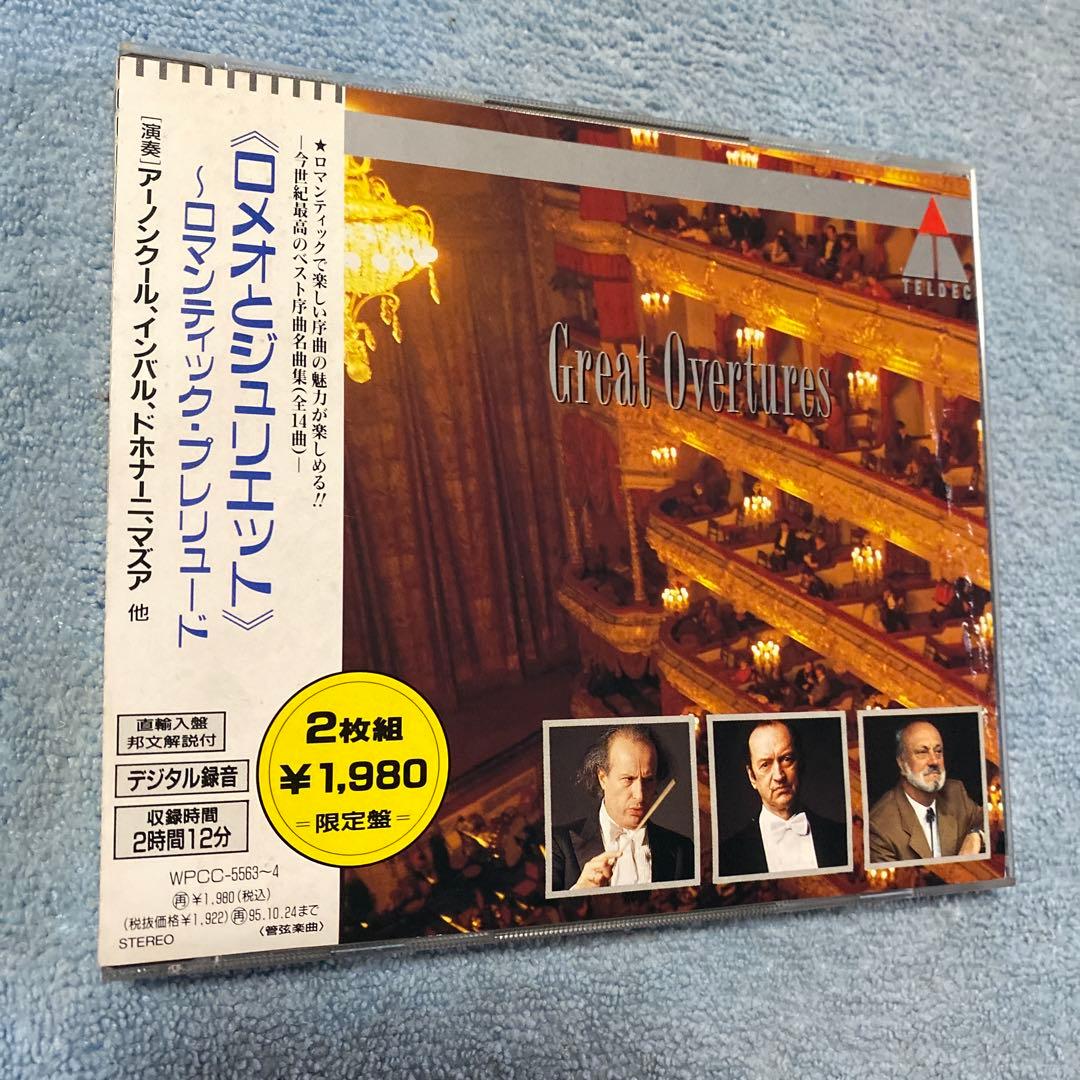 ★ロマンティックで楽しい序曲の魅力が楽しめる!!
—今世紀最高のベスト序曲名曲集(全14曲)—
《ロメオとジュリエット》
～ロマンティック・プレリュード
[演奏]アーノンクール、インバル、ドホナーニ、マズア 他
直輸入盤
邦文解説付
デジタル録音
収録時間
2時間12分
2枚組
¥1,980
=限定盤=
WPCC-5563～4
再¥1,980(税込)
(税抜価格¥1,922)再95.10.24まで
STEREO
〈管弦楽曲〉
TELDEC
Great Overtures